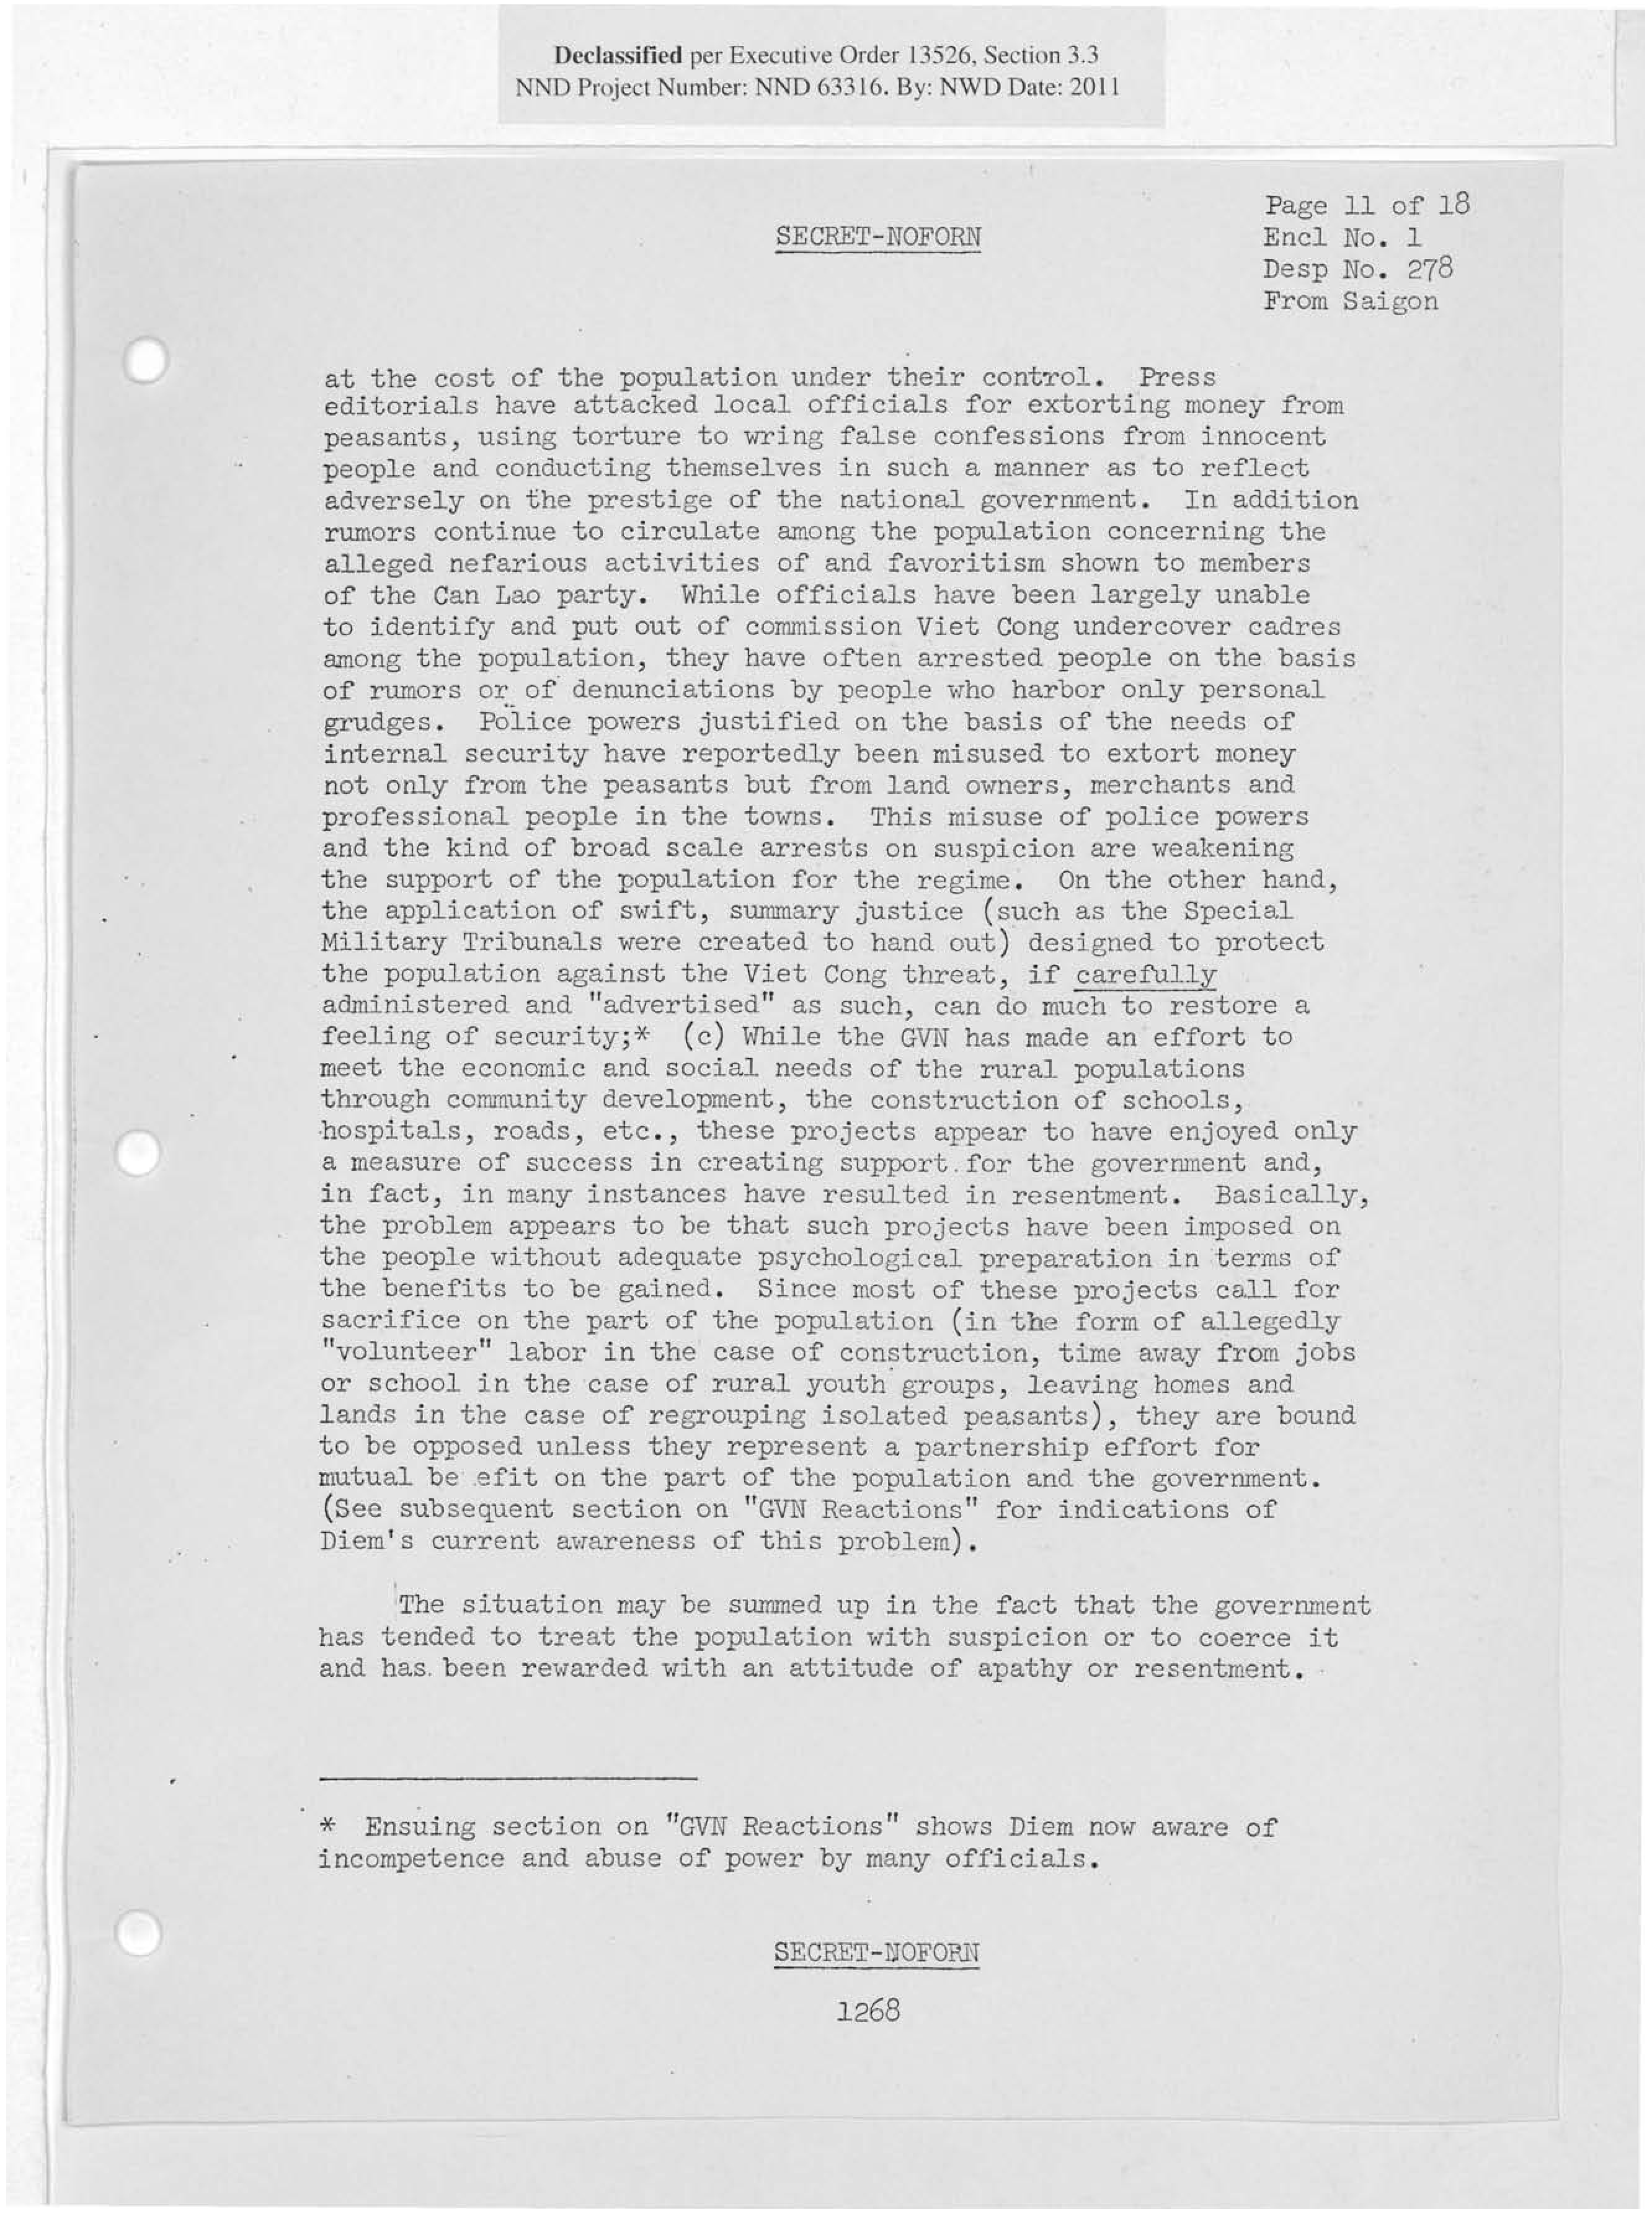 Declassified per Executive Order 13526, Section 3.3
NND Project Number: NND 63316. By: NWD Date: 2011
Page 11 of 18
SECRET-NOFORN
Encl No. 1
Desp No. 278
From Saigon
at the cost of the population under their control. Press
editorials have attacked local officials for extorting money from
peasants, using torture to wring false confessions from innocent
people and conducting themselves in such a manner as to reflect
adversely on the prestige of the national government. In addition
rumors continue to circulate among the population concerning the
alleged nefarious activities of and favoritism shown to members
of the Can Lao party. While officials have been largely unable
to identify and put out of commission Viet Cong undercover cadres
among the population, they have often arrested people on the basis
of rumors or of denunciations by people who harbor only personal
grudges. Police powers justified on the basis of the needs of
internal security have reportedly been misused to extort money
not only from the peasants but from land owners, merchants and
professional people in the towns. This misuse of police powers
and the kind of broad scale arrests on suspicion are weakening
the support of the population for the regime. On the other hand,
the application of swift, summary justice (such as the Special
Military Tribunals were created to hand out) designed to protect
the population against the Viet Cong threat, if carefully
administered and "advertised" as such, can do much to restore a
feeling of security;* (c) While the GVN has made an effort to
meet the economic and social needs of the rural populations
through community development, the construction of schools,
hospitals, roads, etc., these projects appear to have enjoyed only
a measure of success in creating support for the government and,
in fact, in many instances have resulted in resentment. Basically,
the problem appears to be that such projects have been imposed on
the people without adequate psychological preparation in terms of
the benefits to be gained. Since most of these projects call for
sacrifice on the part of the population (in the form of allegedly
"volunteer" labor in the case of construction, time away from jobs
or school in the case of rural youth groups, leaving homes and
lands in the case of regrouping isolated peasants), they are bound
to be opposed unless they represent a partnership effort for
mutual be efit on the part of the population and the government.
(See subsequent section on "GVN Reactions" for indications of
Diem's current awareness of this problem).
The situation may be summed up in the fact that the government
has tended to treat the population with suspicion or to coerce it
and has been rewarded with an attitude of apathy or resentment.
* Ensuing section on "GVN Reactions" shows Diem now aware of
incompetence and abuse of power by many officials.
SECRET-NOFORN
1268